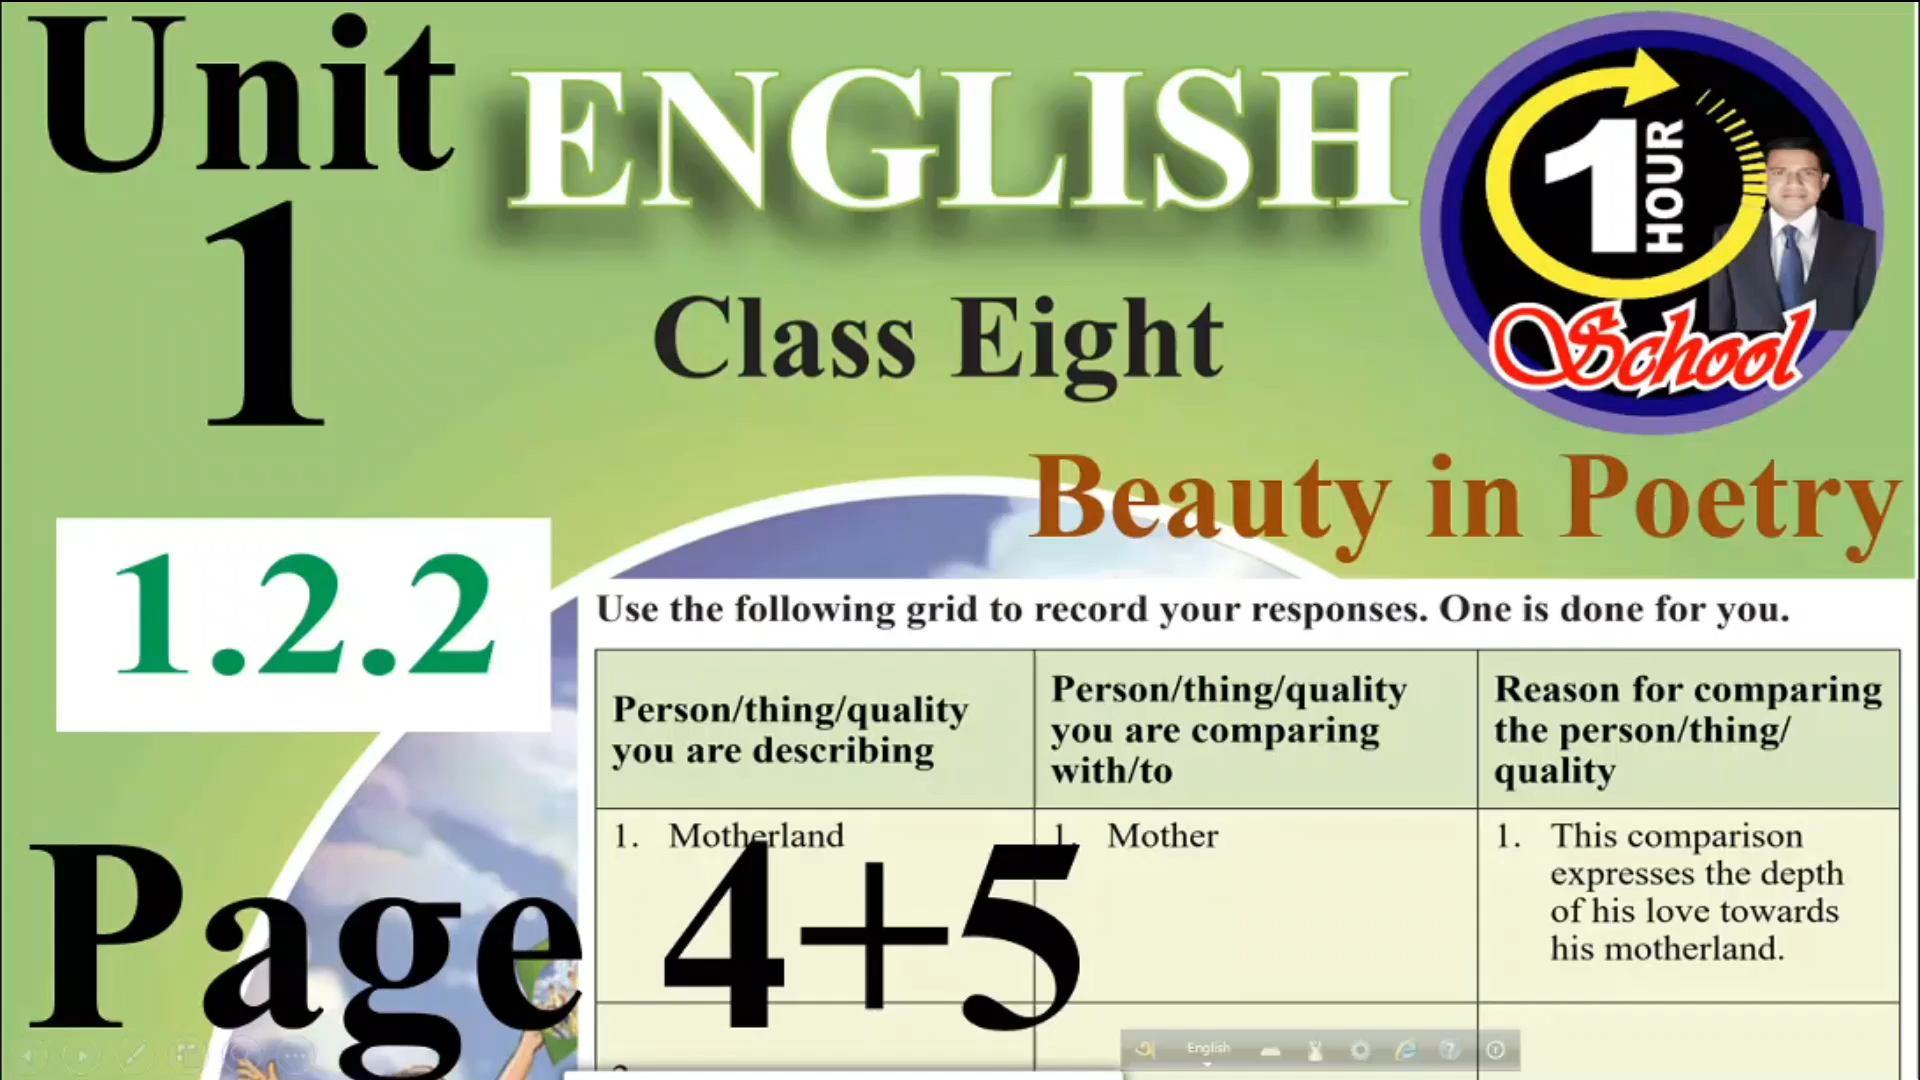 Unit
1
ENGLISH
Class Eight
1 HOUR
School
Beauty in Poetry
1.2.2
Use the following grid to record your responses. One is done for you.
Person/thing/quality
you are describing
Person/thing/quality
you are comparing
with/to
Reason for comparing
the person/thing/
quality
1. Motherland
1. Mother
1. This comparison
expresses the depth
of his love towards
his motherland.
Page 4+5
English